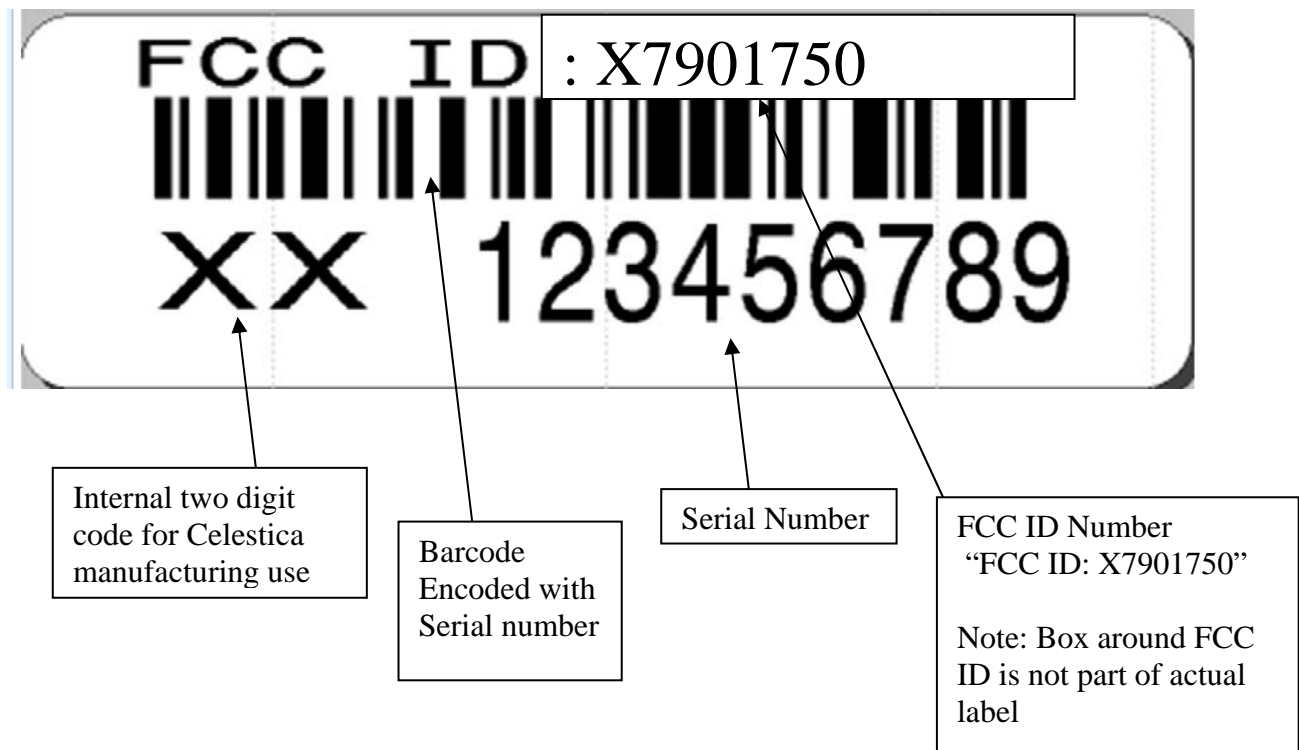 FCC ID : X7901750
XX 123456789
Internal two digit
code for Celestica
manufacturing use
Barcode
Encoded with
Serial number
Serial Number
FCC ID Number
“FCC ID: X7901750”
Note: Box around FCC
ID is not part of actual
label